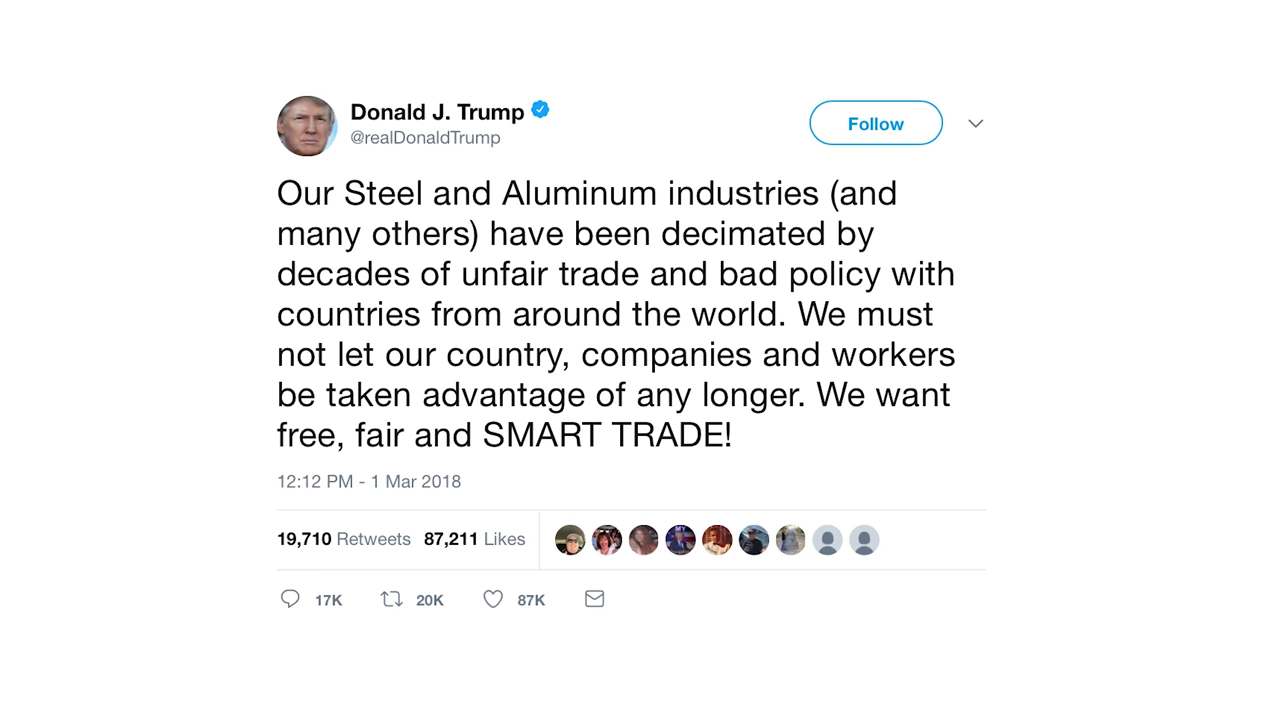 Donald J. Trump
@realDonaldTrump
Follow
Our Steel and Aluminum industries (and
many others) have been decimated by
decades of unfair trade and bad policy with
countries from around the world. We must
not let our country, companies and workers
be taken advantage of any longer. We want
free, fair and SMART TRADE!
12:12 PM - 1 Mar 2018
19,710 Retweets 87,211 Likes
MY
17K 20K 87K